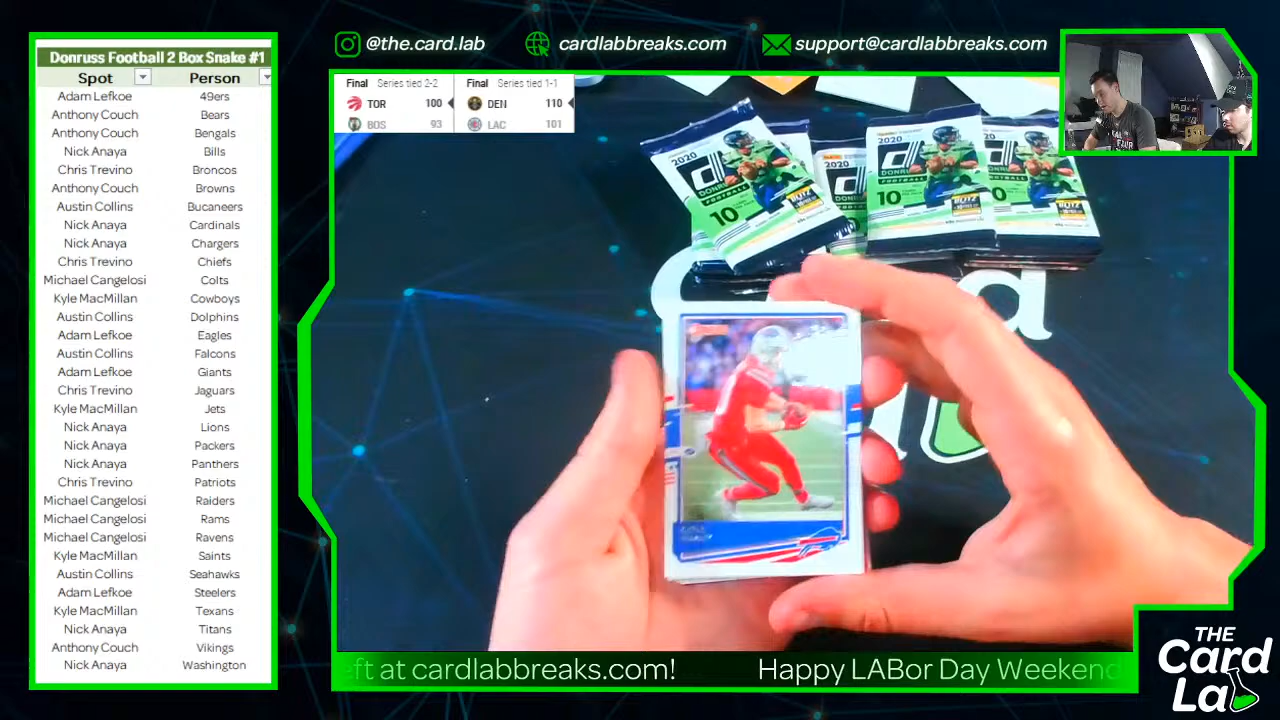 @the.card.lab
cardlabbreaks.com
support@cardlabbreaks.com
Donruss Football 2 Box Snake #1
Spot Person
Adam Lefkoe 49ers
Anthony Couch Bears
Anthony Couch Bengals
Nick Anaya Bills
Chris Trevino Broncos
Anthony Couch Browns
Austin Collins Bucaneers
Nick Anaya Cardinals
Nick Anaya Chargers
Chris Trevino Chiefs
Michael Cangelosi Colts
Kyle MacMillan Cowboys
Austin Collins Dolphins
Adam Lefkoe Eagles
Austin Collins Falcons
Adam Lefkoe Giants
Chris Trevino Jaguars
Kyle MacMillan Jets
Nick Anaya Lions
Nick Anaya Packers
Nick Anaya Panthers
Chris Trevino Patriots
Michael Cangelosi Raiders
Michael Cangelosi Rams
Michael Cangelosi Ravens
Kyle MacMillan Saints
Austin Collins Seahawks
Adam Lefkoe Steelers
Kyle MacMillan Texans
Nick Anaya Titans
Anthony Couch Vikings
Nick Anaya Washington
Final Series tied 2-2
TOR 100
BOS 93
Final Series tied 1-1
DEN 110
LAC 101
2020
10
2020
2020
FOOTBALL
10
BLITZ
2020
eft at cardlabbreaks.com! Happy LABor Day Weekend
THE
Card
Lab